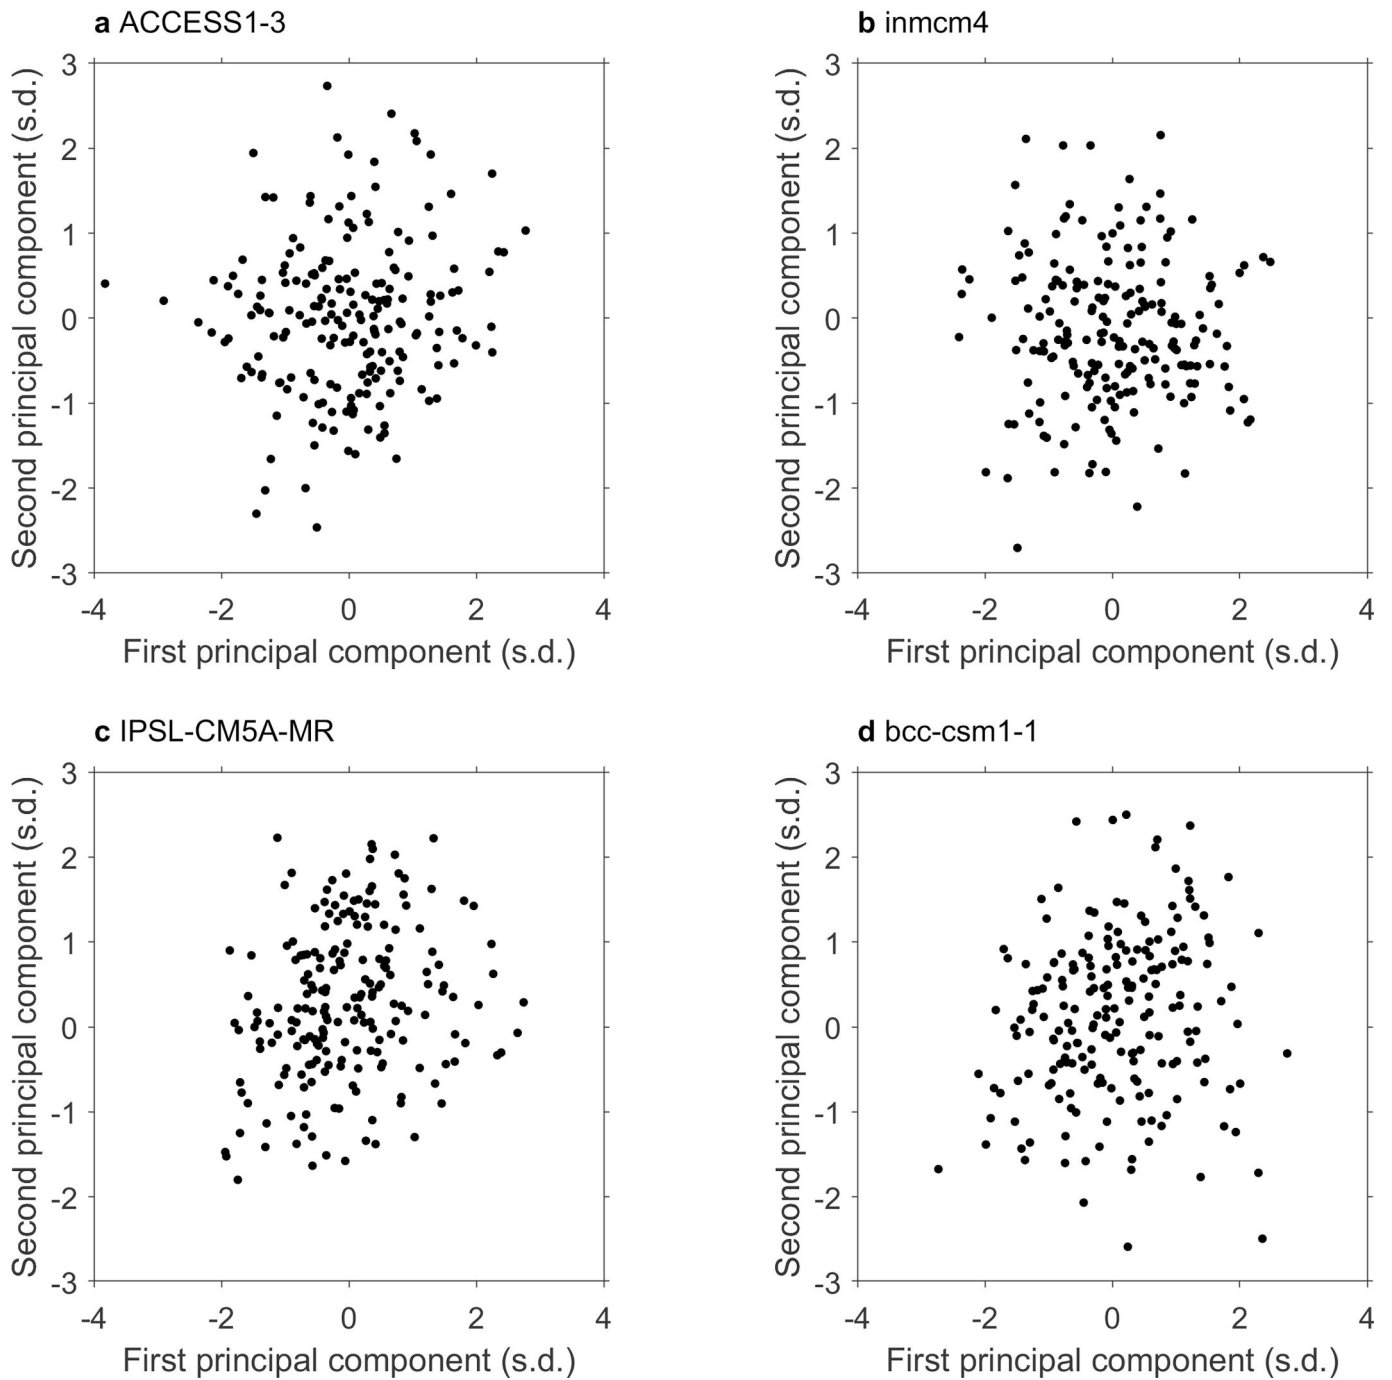 a ACCESS1-3
3
2
1
0
-1
-2
-3
Second principal component (s.d.)
-4 -2 0 2 4
First principal component (s.d.)
b inmcm4
3
2
1
0
-1
-2
-3
Second principal component (s.d.)
-4 -2 0 2 4
First principal component (s.d.)
c IPSL-CM5A-MR
3
2
1
0
-1
-2
-3
Second principal component (s.d.)
-4 -2 0 2 4
First principal component (s.d.)
d bcc-csm1-1
3
2
1
0
-1
-2
-3
Second principal component (s.d.)
-4 -2 0 2 4
First principal component (s.d.)